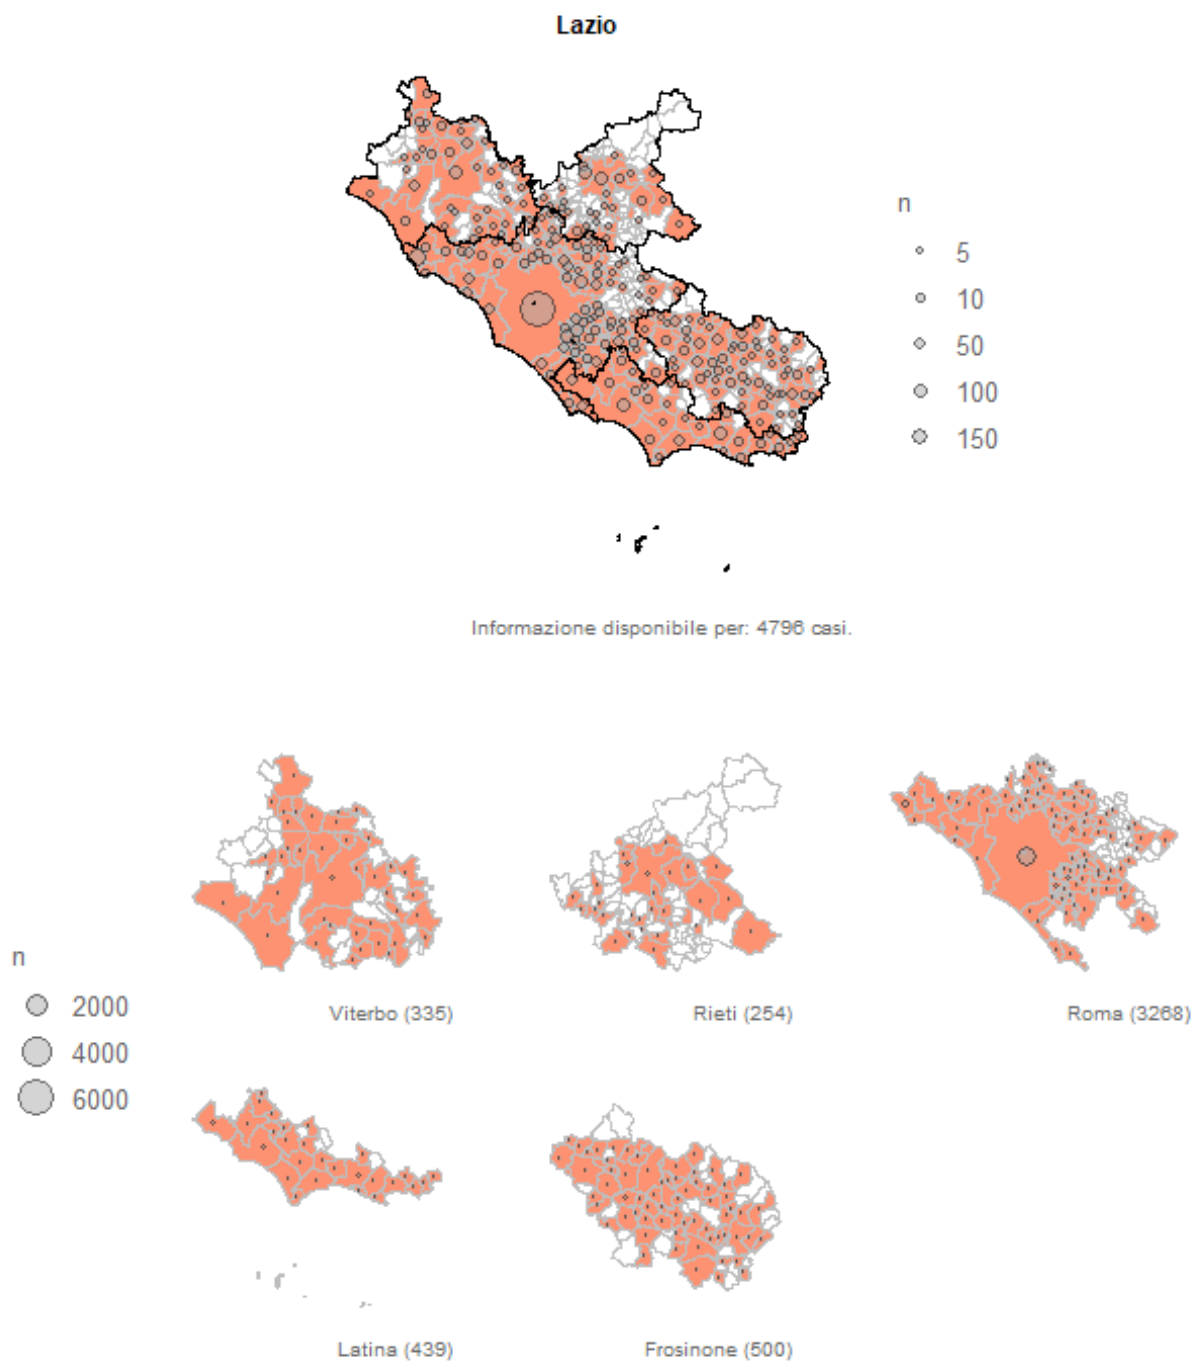 Lazio
n
5
10
50
100
150
Informazione disponibile per: 4796 casi.
Viterbo (335)
Rieti (254)
Roma (3268)
n
2000
4000
6000
Latina (439)
Frosinone (500)